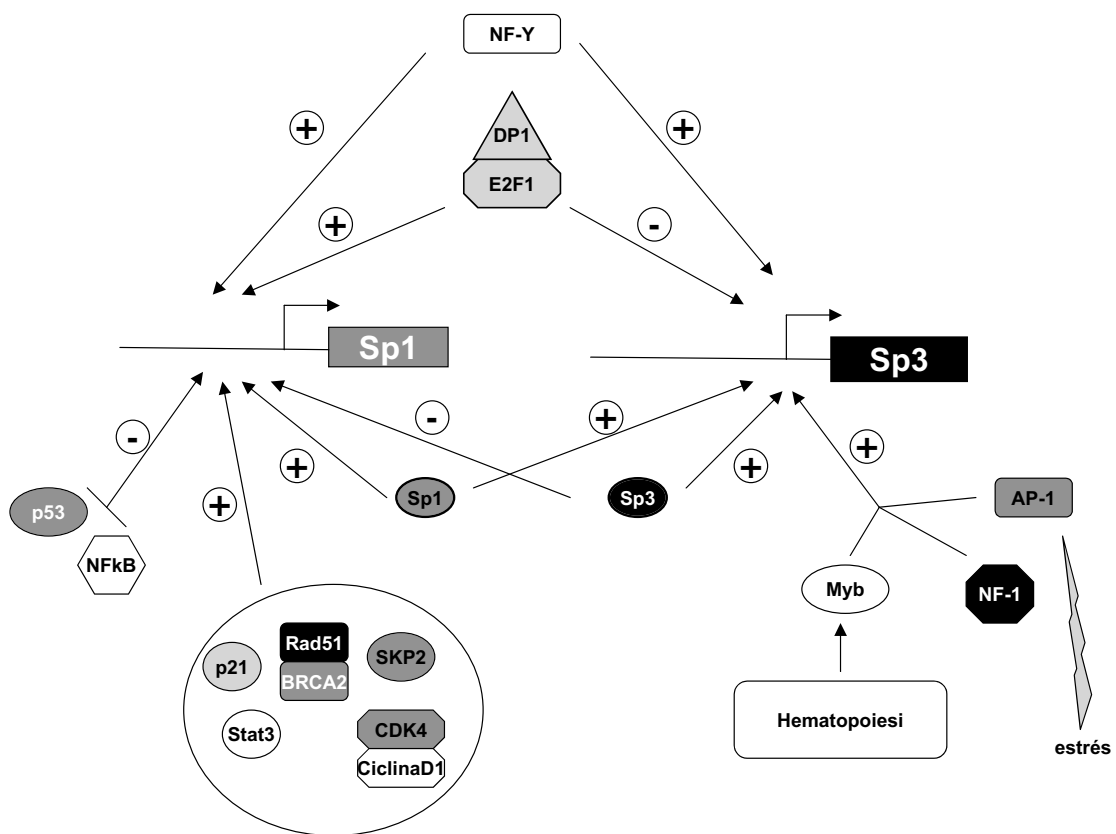 NF-Y
+
+
DP1
E2F1
+
-
Sp1
Sp3
-
+
+
-
+
+
+
p53
NFkB
Sp1
Sp3
AP-1
Myb
NF-1
Rad51
BRCA2
p21
SKP2
Stat3
CDK4
CiclinaD1
Hematopoiesi
estrés